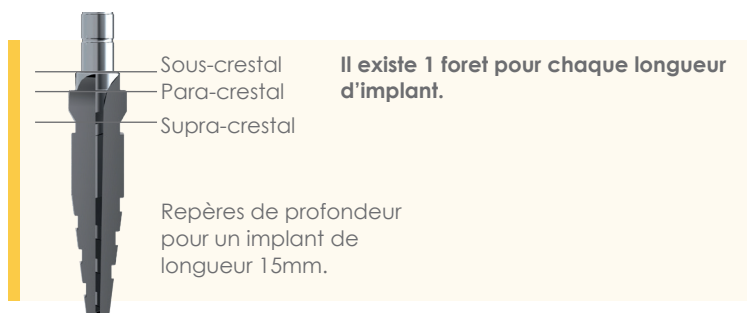 Sous-crestal
Para-crestal
Supra-crestal
Il existe 1 foret pour chaque longueur
d’implant.
Repères de profondeur
pour un implant de
longueur 15mm.